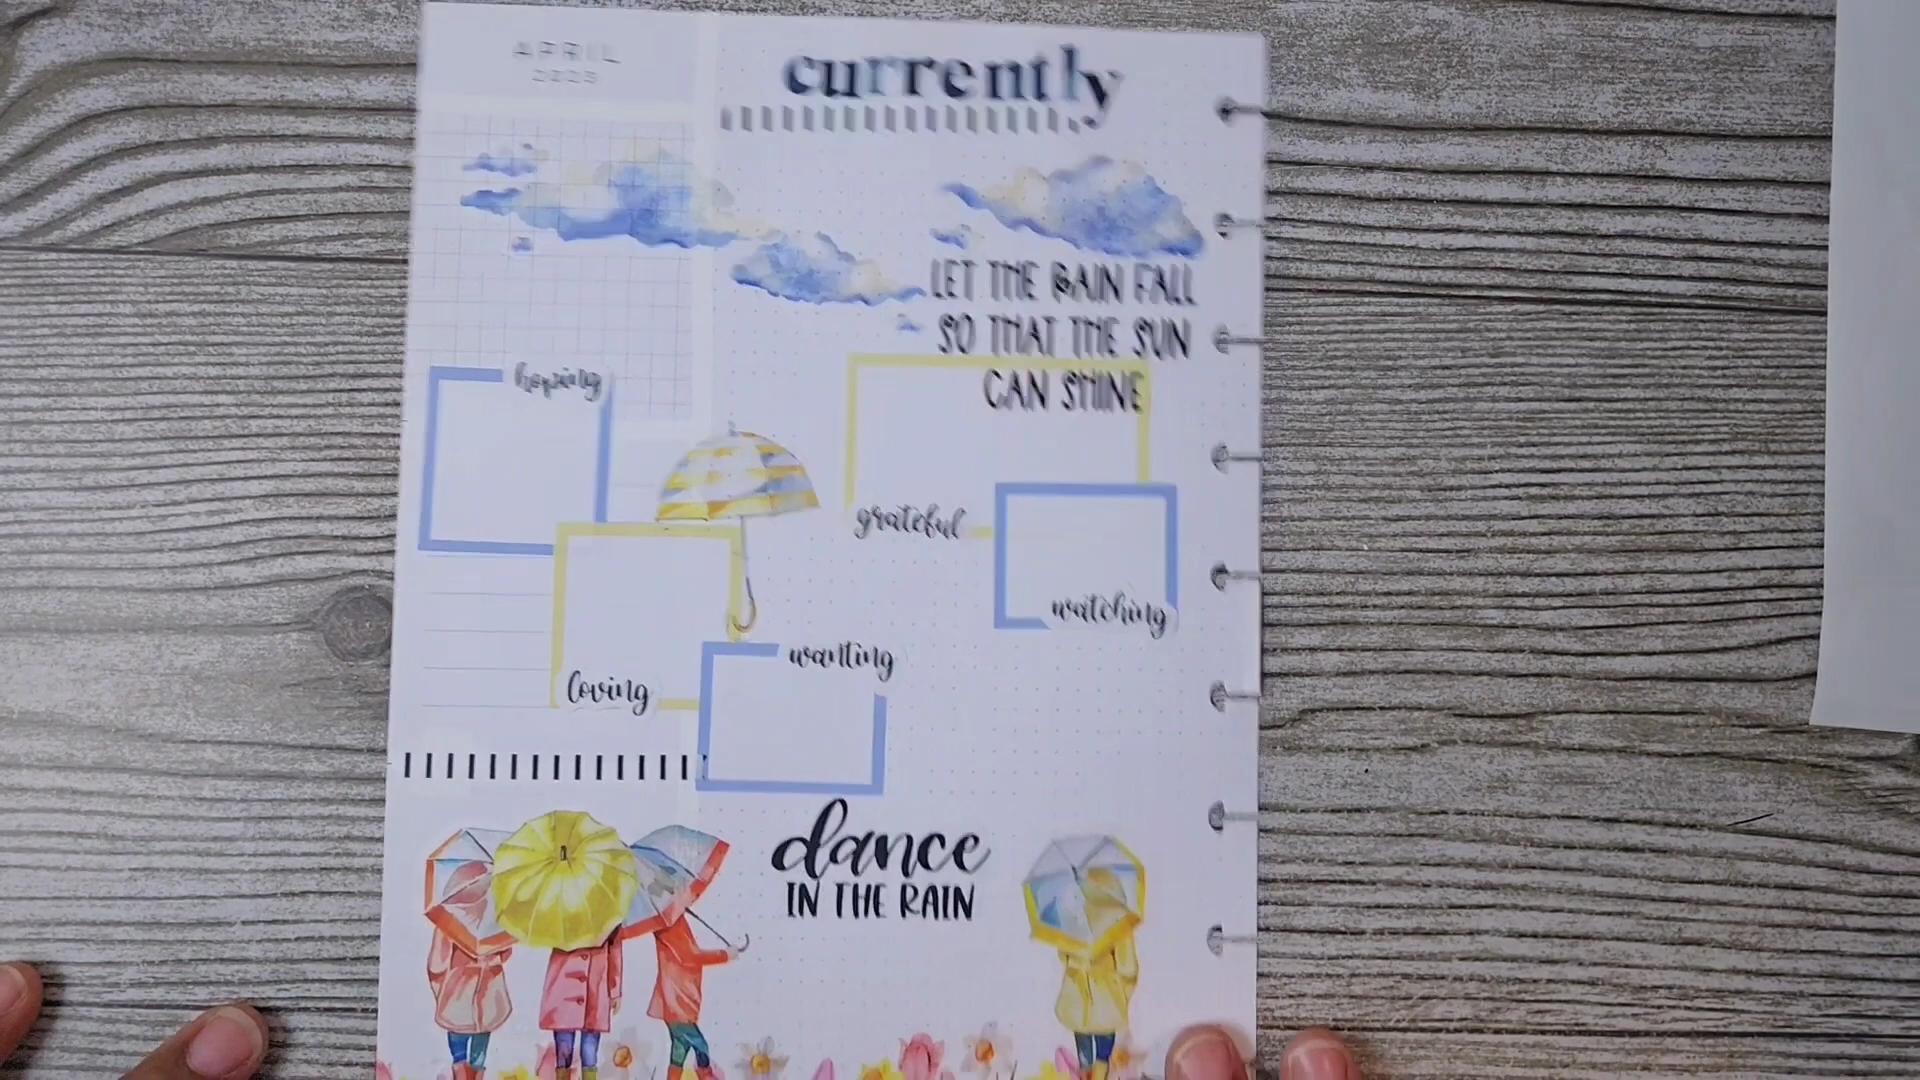 APRIL
2025
currently
LET THE RAIN FALL
SO THAT THE SUN
CAN SHINE
hoping
grateful
watching
wanting
loving
dance
IN THE RAIN